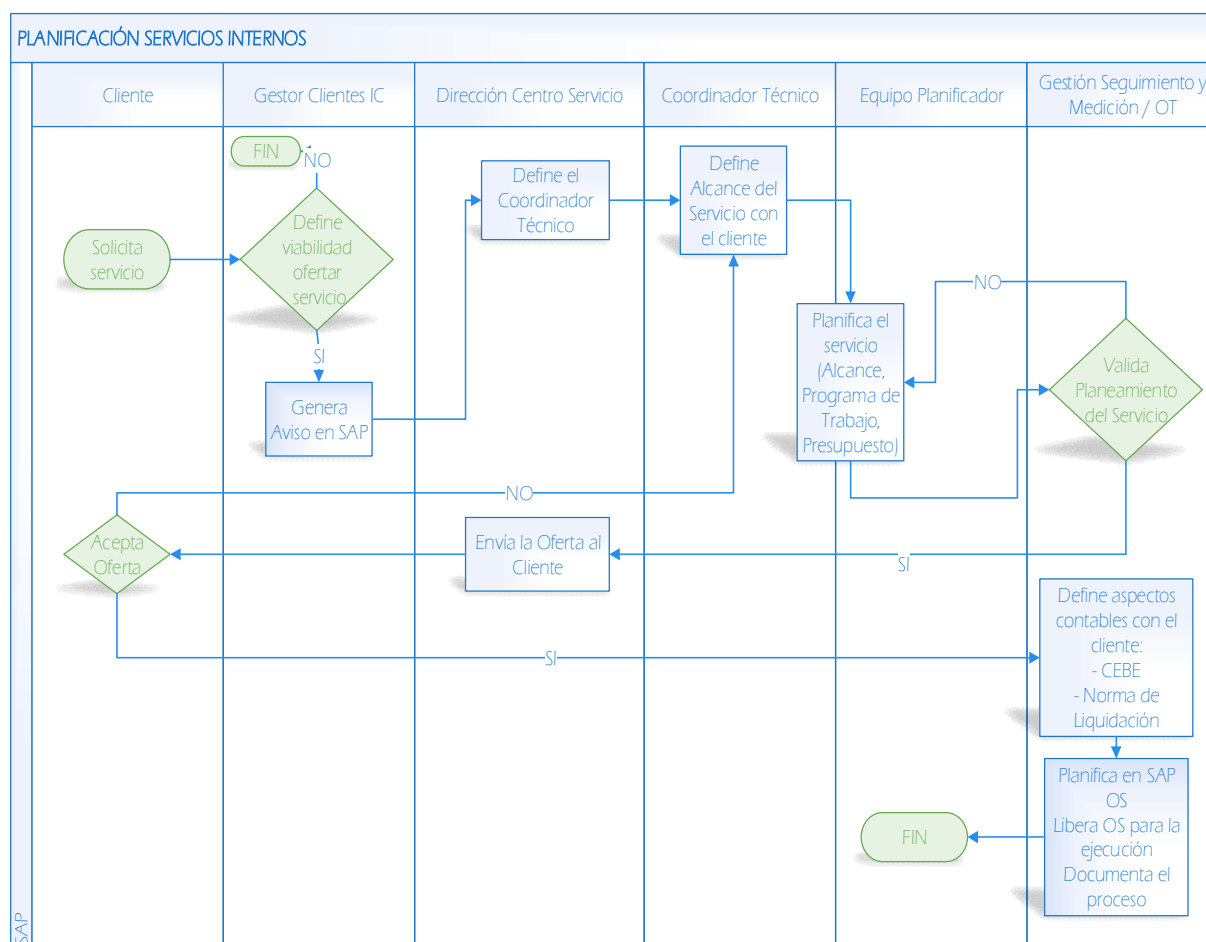 PLANIFICACIÓN SERVICIOS INTERNOS
Cliente
Gestor Clientes IC
Dirección Centro Servicio
Coordinador Técnico
Equipo Planificador
Gestión Seguimiento y
Medición / OT
FIN
NO
Solicita
servicio
Define
viabilidad
ofertar
servicio
SI
Genera
Aviso en SAP
Define el
Coordinador
Técnico
Define
Alcance del
Servicio con
el cliente
Planifica el
servicio
(Alcance,
Programa de
Trabajo,
Presupuesto)
NO
Valida
Planeamiento
del Servicio
NO
Acepta
Oferta
Envía la Oferta al
Cliente
SI
SI
Define aspectos
contables con el
cliente:
- CEBE
- Norma de
Liquidación
Planifica en SAP
OS
Libera OS para la
ejecución
Documenta el
proceso
FIN
SAP